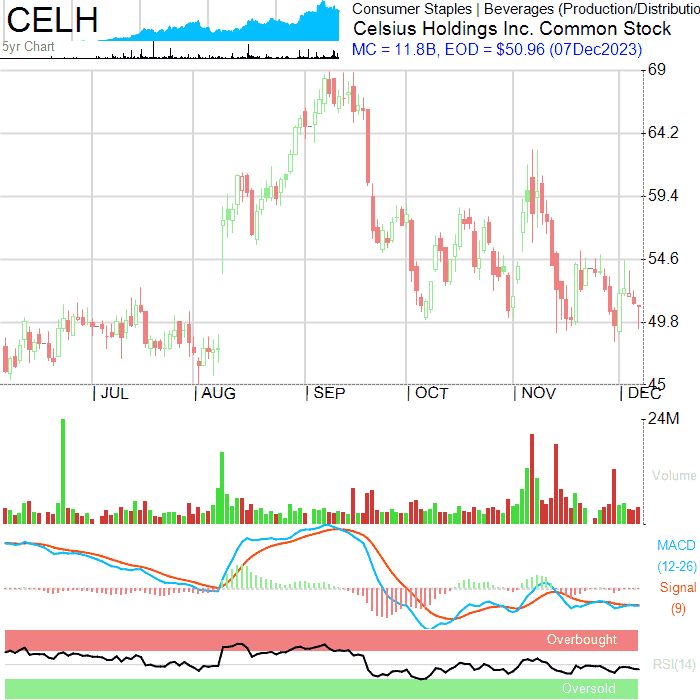 CELH
5yr Chart
Consumer Staples | Beverages (Production/Distributio
Celsius Holdings Inc. Common Stock
MC = 11.8B, EOD = $50.96 (07Dec2023)
69
64.2
59.4
54.6
49.8
45
JUL AUG SEP OCT NOV DEC
24M
Volume
MACD
(12-26)
Signal
(9)
Overbought
RSI(14)
Oversold